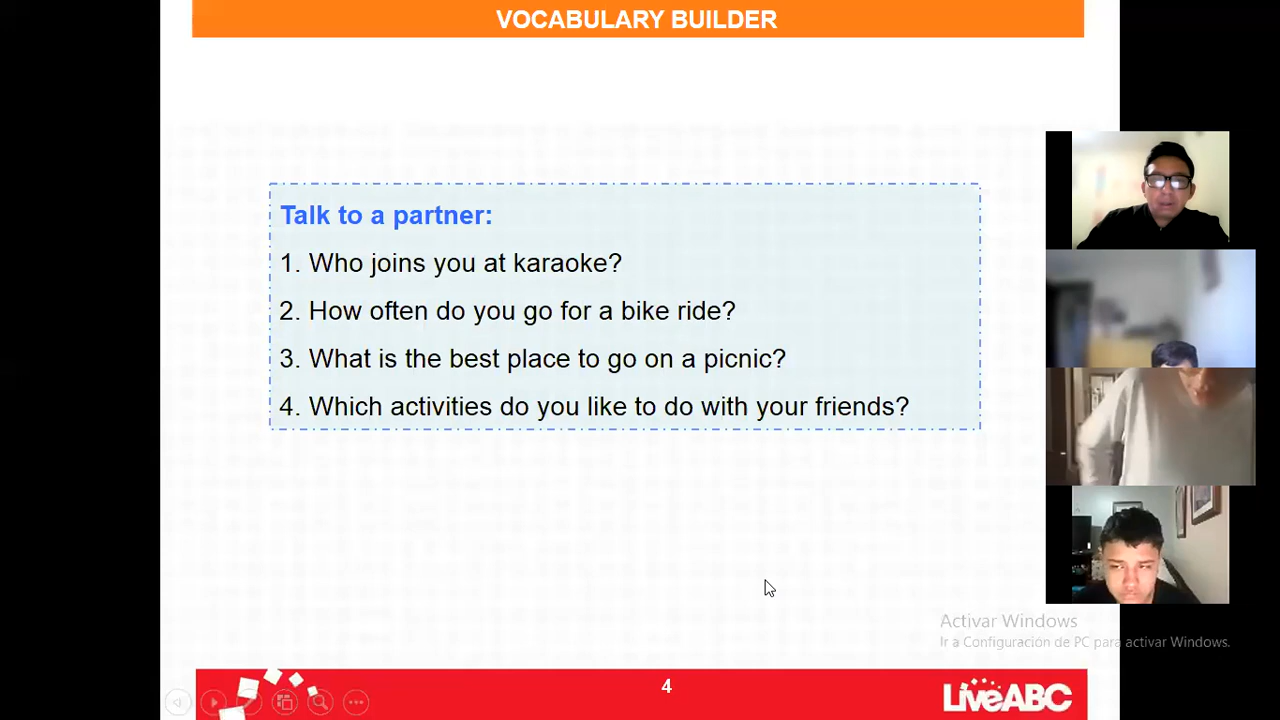 VOCABULARY BUILDER
Talk to a partner:
1. Who joins you at karaoke?
2. How often do you go for a bike ride?
3. What is the best place to go on a picnic?
4. Which activities do you like to do with your friends?
Activar Windows
Ir a Configuración de PC para activar Windows.
4
LiveABC